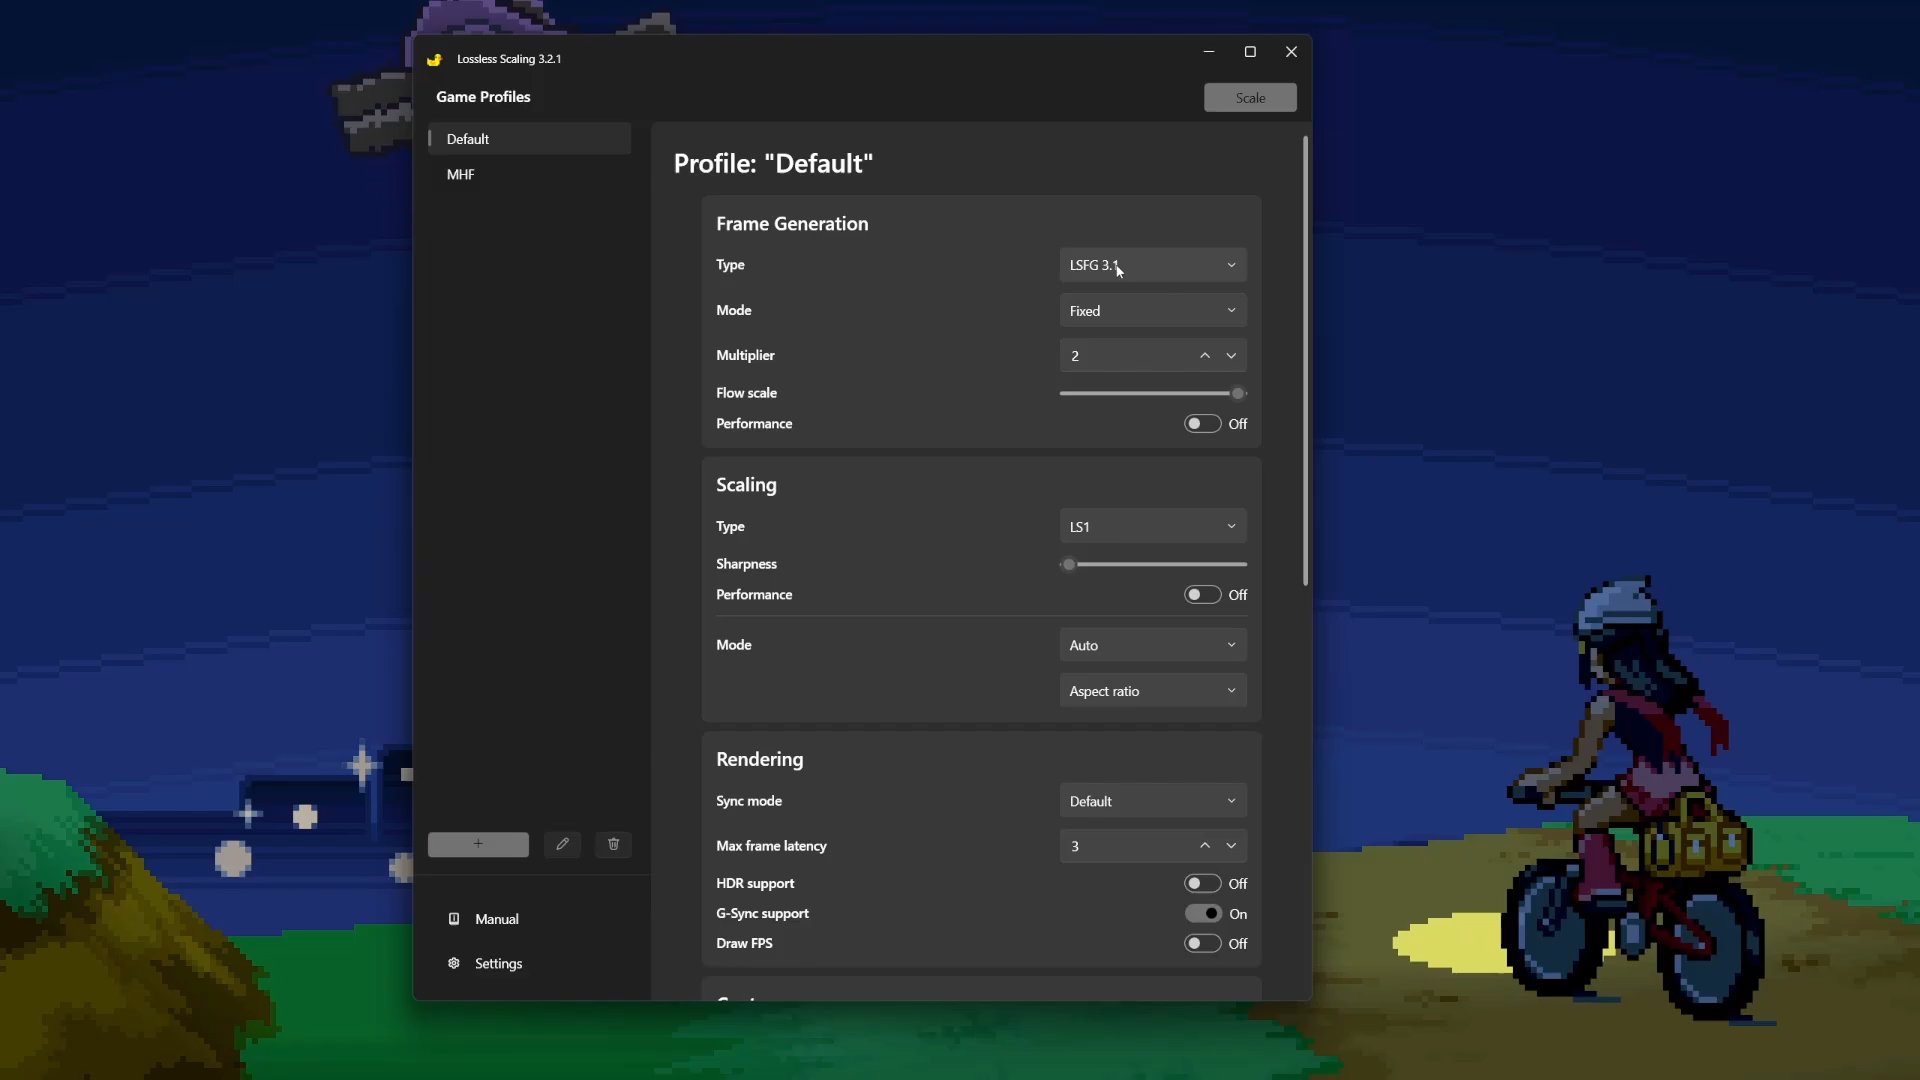 Lossless Scaling 3.2.1
Game Profiles
Scale
Default
MHF
Profile: "Default"
Frame Generation
Type
LSFG 3.1
Mode
Fixed
Multiplier
2
Flow scale
Performance
Off
Scaling
Type
LS1
Sharpness
Performance
Off
Mode
Auto
Aspect ratio
Rendering
Sync mode
Default
Max frame latency
3
HDR support
Off
G-Sync support
On
Draw FPS
Off
+
Manual
Settings